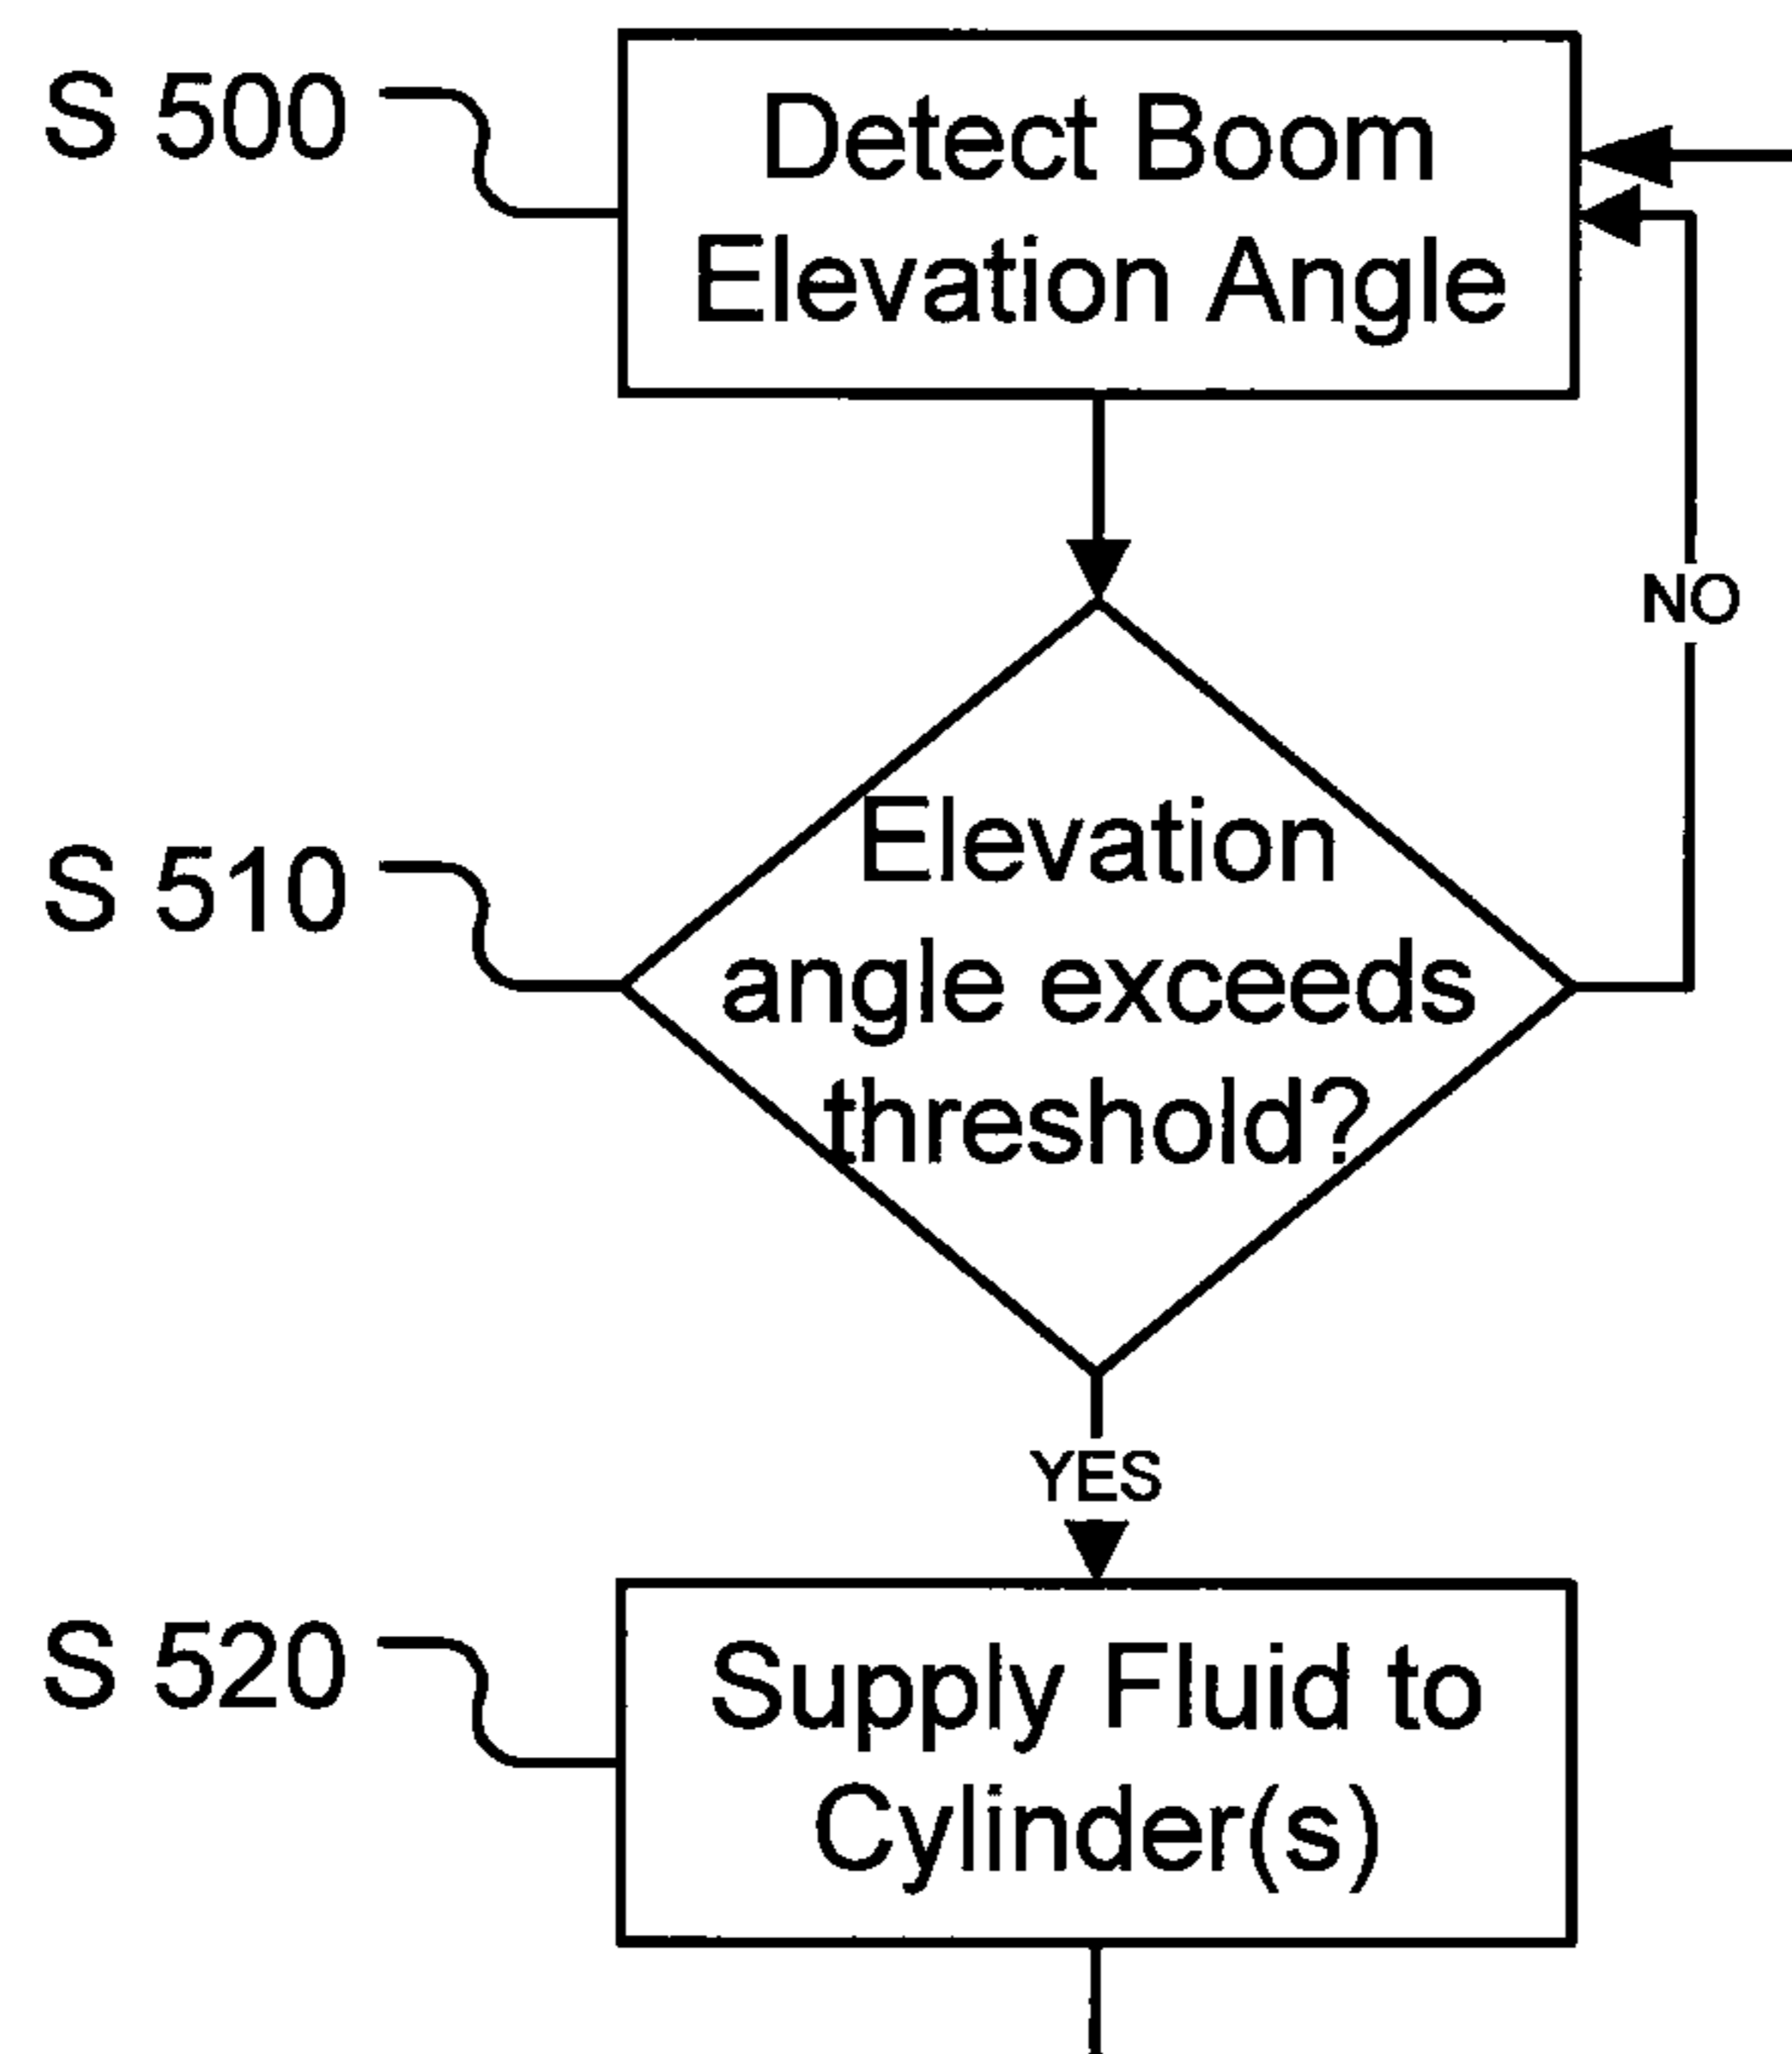 S 500
Detect Boom
Elevation Angle
NO
S 510
Elevation
angle exceeds
threshold?
YES
S 520
Supply Fluid to
Cylinder(s)